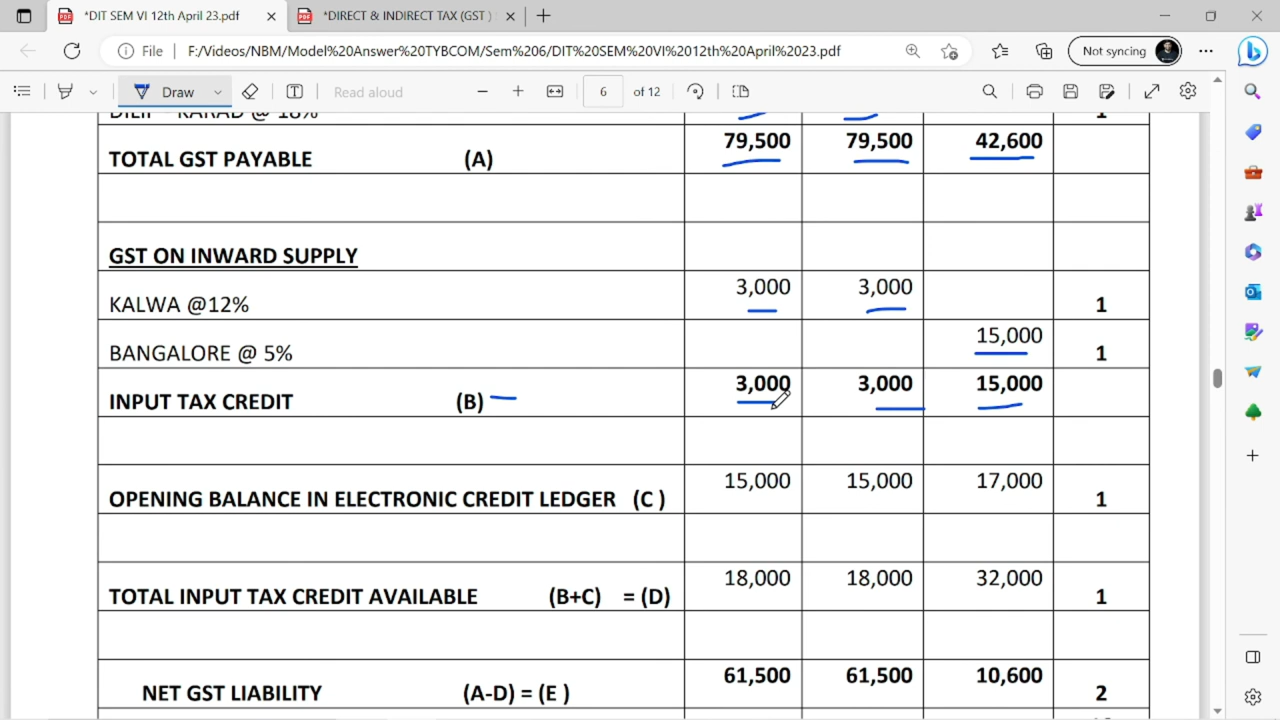 *DIT SEM VI 12th April 23.pdf
*DIRECT & INDIRECT TAX (GST )
File F:/Videos/NBM/Model%20Answer%20TYBCOM/Sem%206/DIT%20SEM%20VI%2012th%20April%2023.pdf Not syncing
Draw Read aloud 6 of 12
DILIP - KARAD @ 18% 1
TOTAL GST PAYABLE (A) 79,500 79,500 42,600
GST ON INWARD SUPPLY
KALWA @12% 3,000 3,000 1
BANGALORE @ 5% 15,000 1
INPUT TAX CREDIT (B) 3,000 3,000 15,000
OPENING BALANCE IN ELECTRONIC CREDIT LEDGER (C ) 15,000 15,000 17,000 1
TOTAL INPUT TAX CREDIT AVAILABLE (B+C) = (D) 18,000 18,000 32,000 1
NET GST LIABILITY (A-D) = (E ) 61,500 61,500 10,600 2